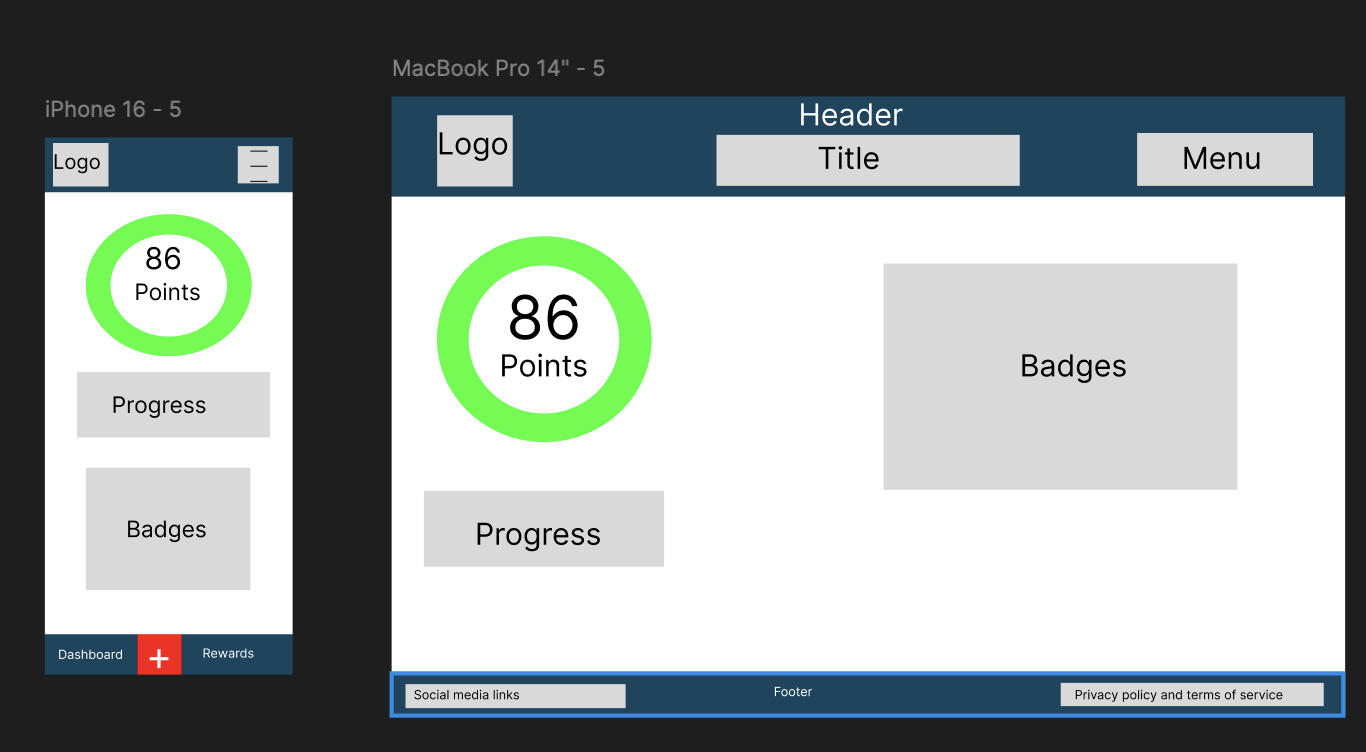 iPhone 16 - 5
Logo
86
Points
Progress
Badges
Dashboard
+
Rewards
MacBook Pro 14" - 5
Header
Logo
Title
Menu
86
Points
Badges
Progress
Social media links
Footer
Privacy policy and terms of service